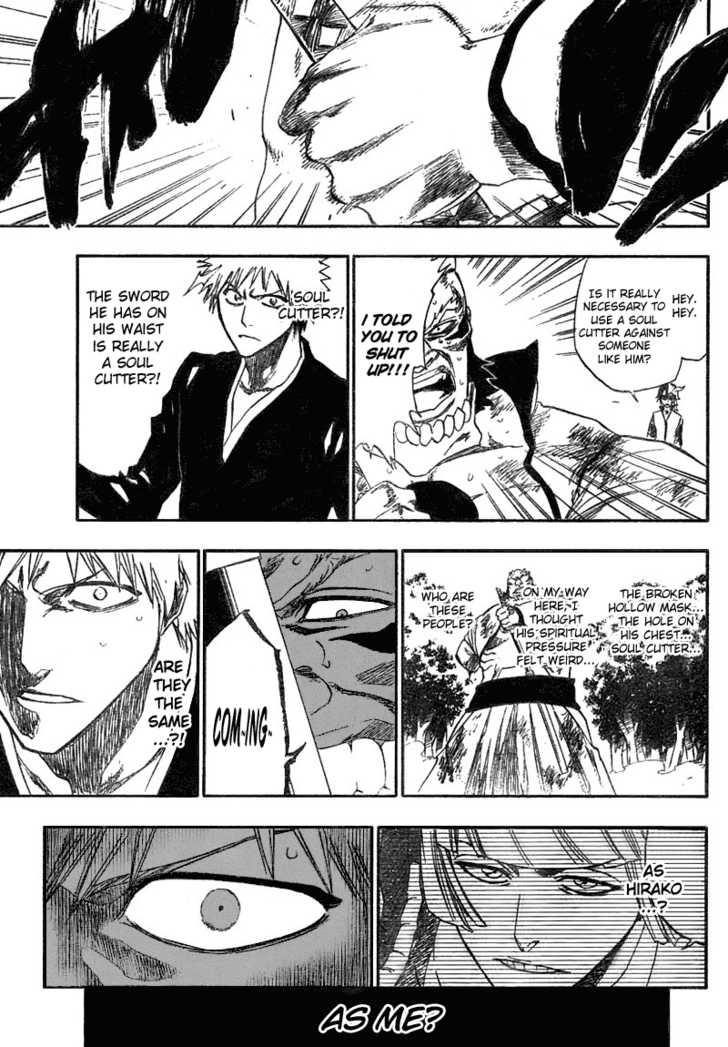 HEY.
HEY.
IS IT REALLY
NECESSARY TO
USE A SOUL
CUTTER AGAINST
SOMEONE
LIKE HIM?
I TOLD
YOU TO
SHUT
UP!!!
SOUL
CUTTER?!
THE SWORD
HE HAS ON
HIS WAIST
IS REALLY
A SOUL
CUTTER?!
THE BROKEN
HOLLOW MASK...
THE HOLE ON
HIS CHEST...
SOUL CUTTER...
ON MY WAY
HERE, I
THOUGHT
HIS SPIRITUAL
PRESSURE
FELT WEIRD...
WHO ARE
THESE
PEOPLE?
COM-ING-
ARE
THEY
THE
SAME
...?!
AS
HIRAKO
...?
AS ME?